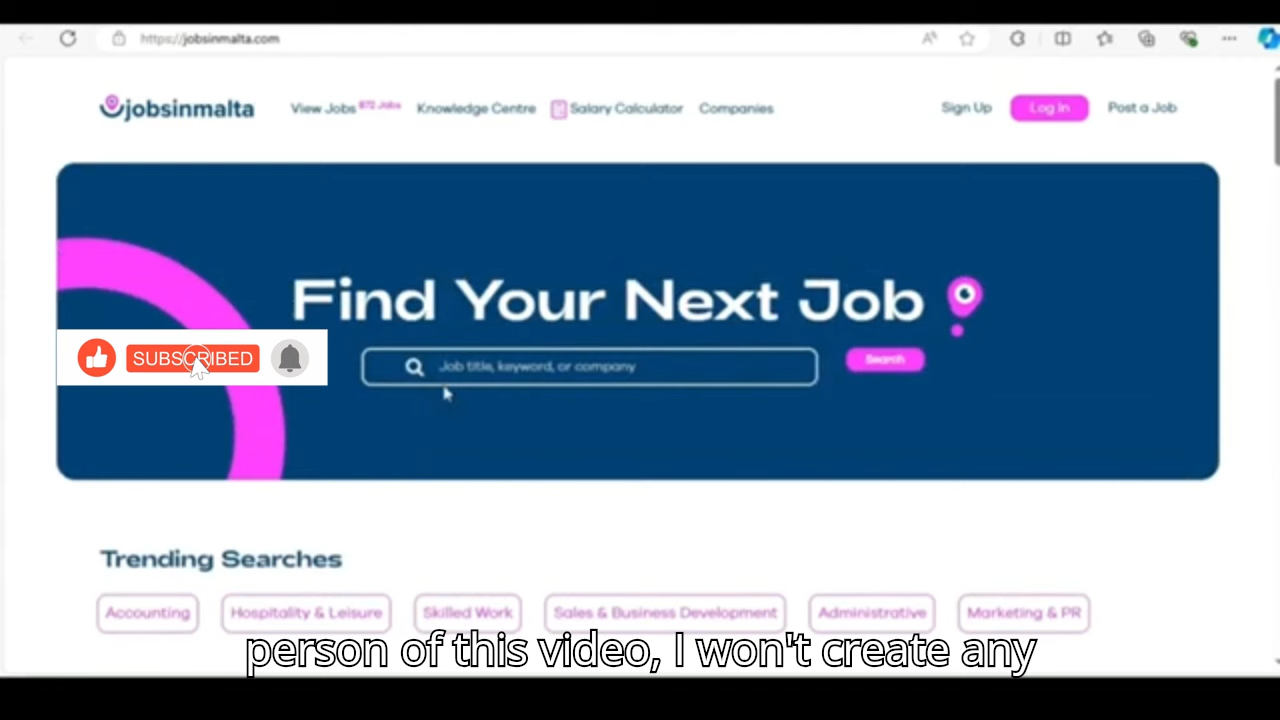 https://jobsinmalta.com
jobsinmalta
View Jobs 872 Jobs
Knowledge Centre
Salary Calculator
Companies
Sign Up
Log In
Post a Job
Find Your Next Job
SUBSCRIBED
Job title, keyword, or company
Search
Trending Searches
Accounting
Hospitality & Leisure
Skilled Work
Sales & Business Development
Administrative
Marketing & PR
person of this video, I won't create any